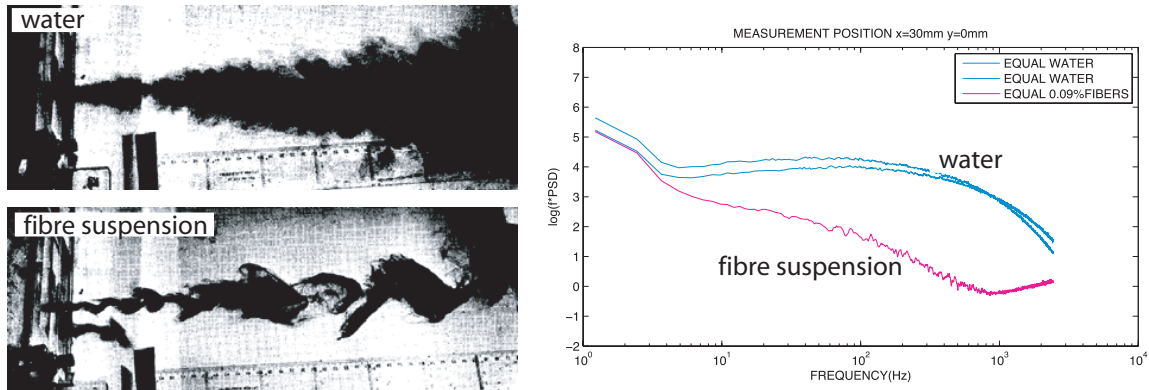 water
fibre suspension
MEASUREMENT POSITION x=30mm y=0mm
EQUAL WATER
EQUAL WATER
EQUAL 0.09%FIBERS
water
fibre suspension
log(f*PSD)
8
7
6
5
4
3
2
1
0
−1
−2
10⁰
10¹
10²
10³
10⁴
FREQUENCY(Hz)